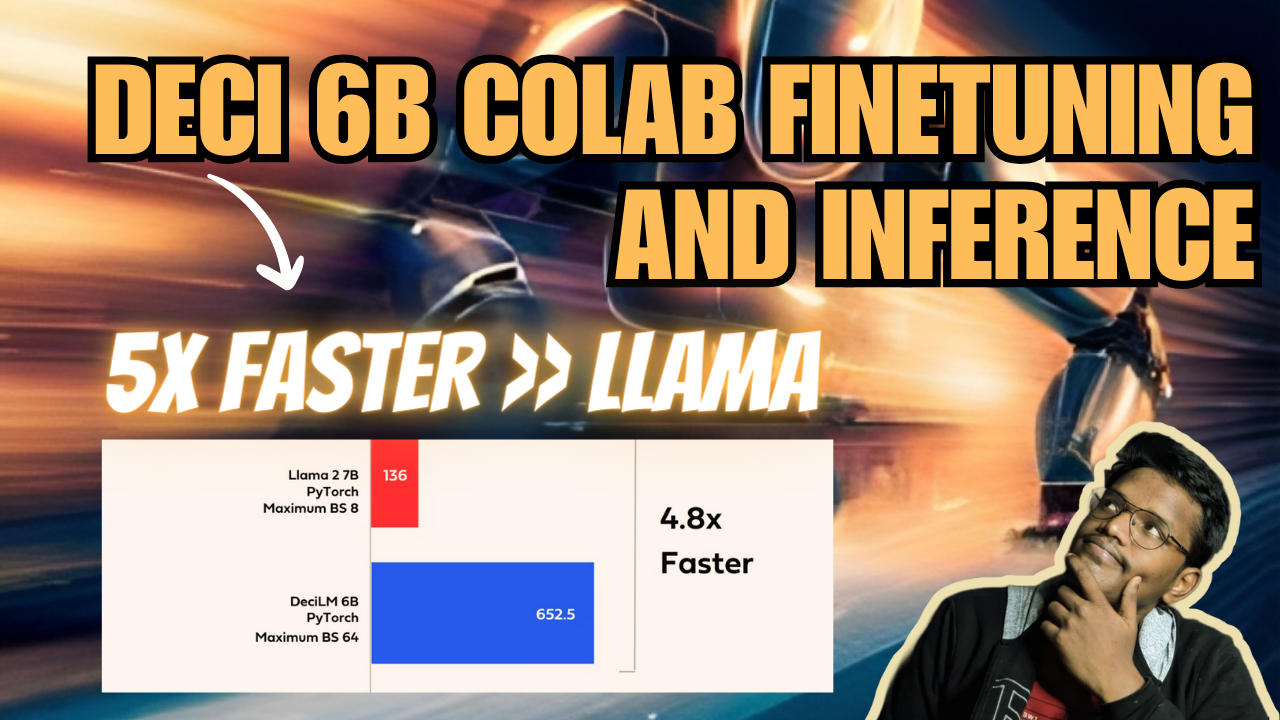 DECI 6B COLAB FINETUNING
AND INFERENCE
5X FASTER >> LLAMA
Llama 2 7B
PyTorch
Maximum BS 8
136
4.8x
Faster
DeciLM 6B
PyTorch
Maximum BS 64
652.5